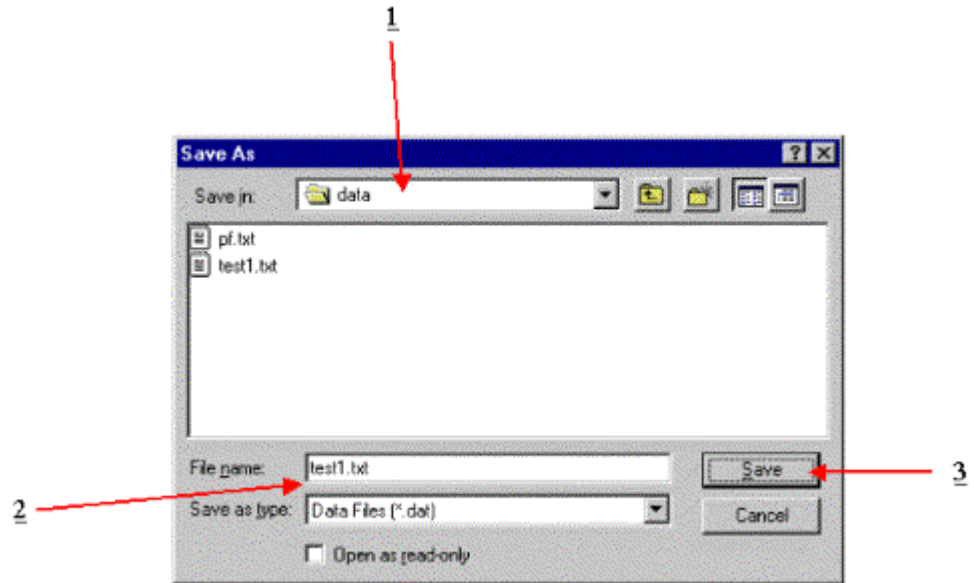 1
Save As
Save in: data
pf.txt
test1.txt
File name: test1.txt Save 3
2
Save as type: Data Files (*.dat) Cancel
Open as read-only